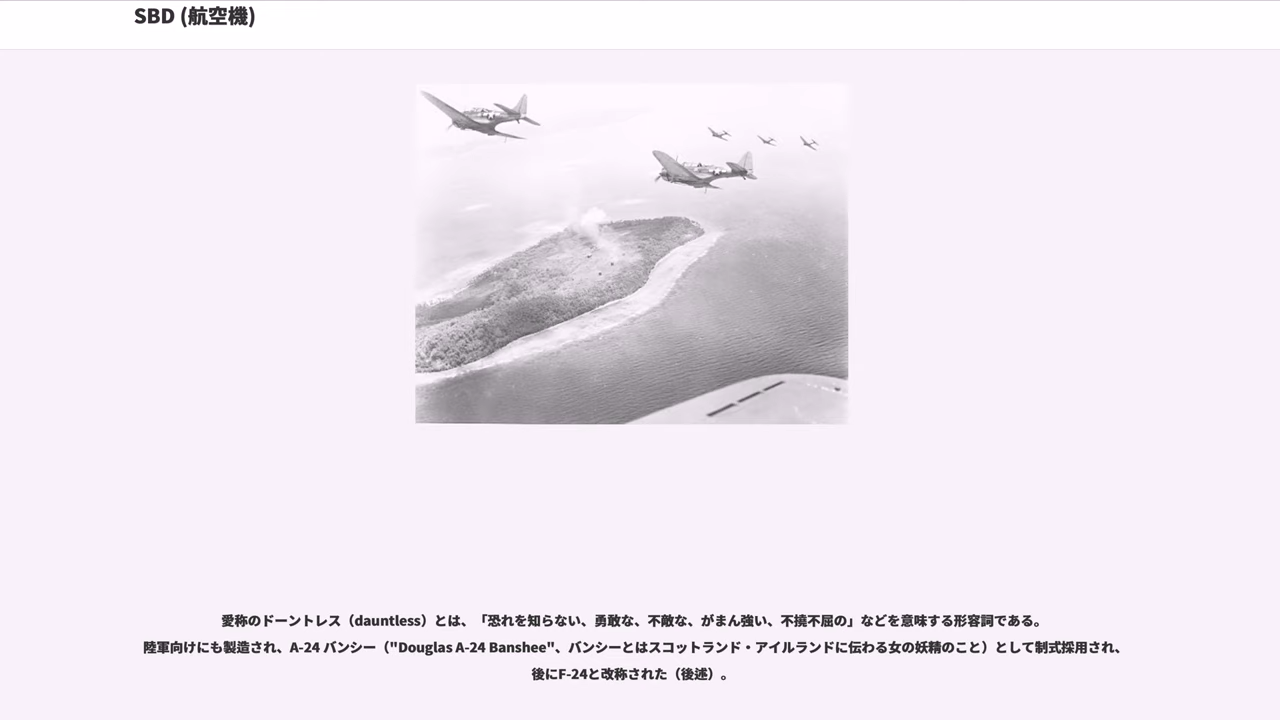 SBD (航空機)
愛称のドーントレス（dauntless）とは、「恐れを知らない、勇敢な、不敵な、がまん強い、不撓不屈の」などを意味する形容詞である。
陸軍向けにも製造され、A-24 バンシー（"Douglas A-24 Banshee"、バンシーとはスコットランド・アイルランドに伝わる女の妖精のこと）として制式採用され、
後にF-24と改称された（後述）。